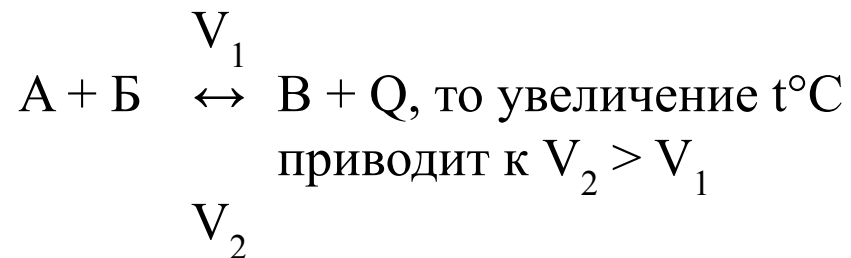 V₁
А + Б ↔ В + Q, то увеличение t°C
приводит к V₂ > V₁
V₂